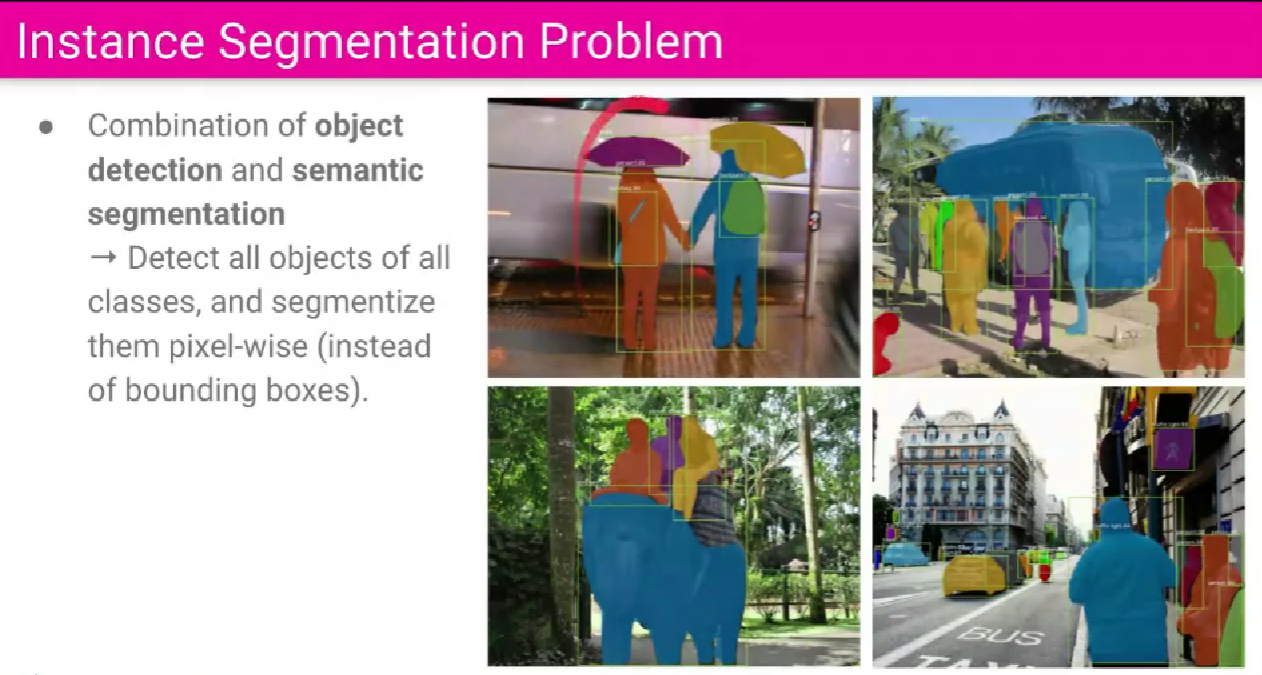 Instance Segmentation Problem
● Combination of object
detection and semantic
segmentation
→ Detect all objects of all
classes, and segmentize
them pixel-wise (instead
of bounding boxes).
BUS
TAXI